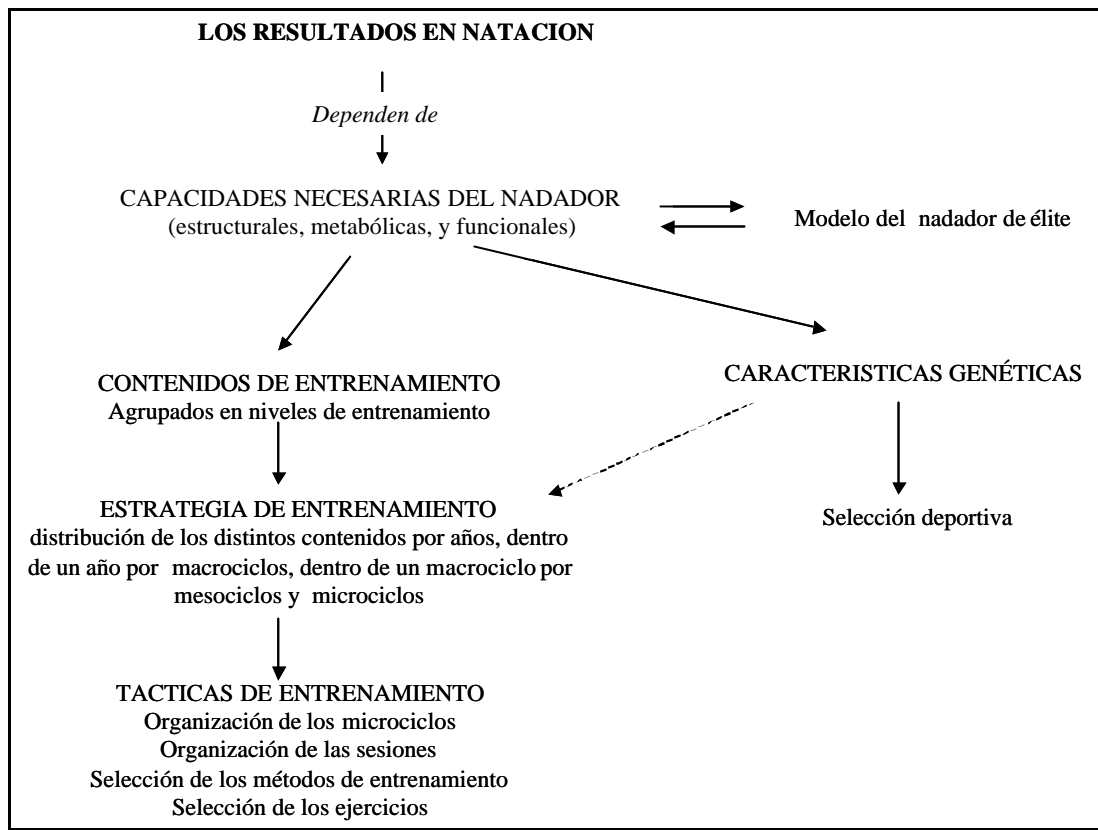 LOS RESULTADOS EN NATACION
Dependen de
CAPACIDADES NECESARIAS DEL NADADOR
(estructurales, metabólicas, y funcionales)
Modelo del nadador de élite
CONTENIDOS DE ENTRENAMIENTO
Agrupados en niveles de entrenamiento
CARACTERISTICAS GENÉTICAS
ESTRATEGIA DE ENTRENAMIENTO
distribución de los distintos contenidos por años, dentro
de un año por macrociclos, dentro de un macrociclo por
mesociclos y microciclos
Selección deportiva
TACTICAS DE ENTRENAMIENTO
Organización de los microciclos
Organización de las sesiones
Selección de los métodos de entrenamiento
Selección de los ejercicios